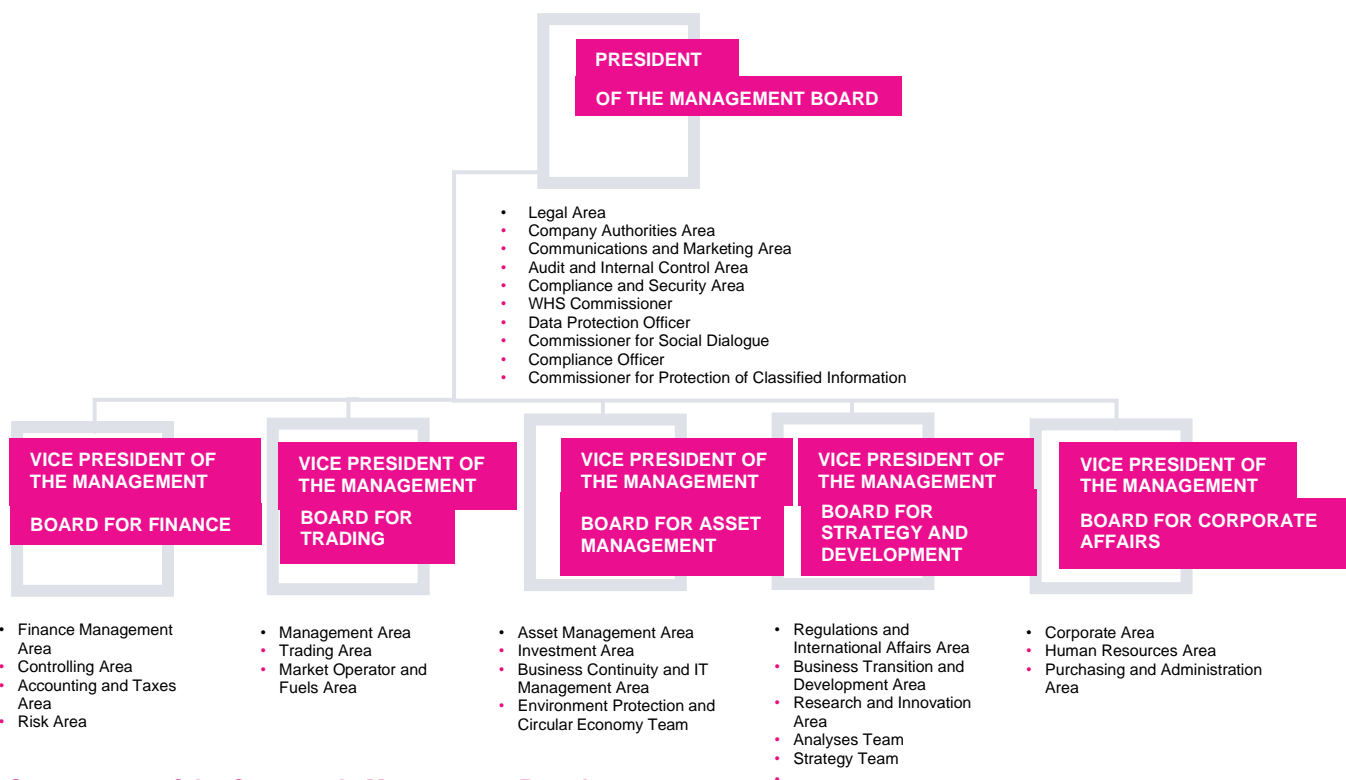 PRESIDENT
OF THE MANAGEMENT BOARD
• Legal Area
• Company Authorities Area
• Communications and Marketing Area
• Audit and Internal Control Area
• Compliance and Security Area
• WHS Commissioner
• Data Protection Officer
• Commissioner for Social Dialogue
• Compliance Officer
• Commissioner for Protection of Classified Information
VICE PRESIDENT OF
THE MANAGEMENT
BOARD FOR FINANCE
• Finance Management
Area
• Controlling Area
• Accounting and Taxes
Area
• Risk Area
VICE PRESIDENT OF
THE MANAGEMENT
BOARD FOR
TRADING
• Management Area
• Trading Area
• Market Operator and
Fuels Area
VICE PRESIDENT OF
THE MANAGEMENT
BOARD FOR ASSET
MANAGEMENT
• Asset Management Area
• Investment Area
• Business Continuity and IT
Management Area
• Environment Protection and
Circular Economy Team
VICE PRESIDENT OF
THE MANAGEMENT
BOARD FOR
STRATEGY AND
DEVELOPMENT
• Regulations and
International Affairs Area
• Business Transition and
Development Area
• Research and Innovation
Area
• Analyses Team
• Strategy Team
•
VICE PRESIDENT OF
THE MANAGEMENT
BOARD FOR CORPORATE
AFFAIRS
• Corporate Area
• Human Resources Area
• Purchasing and Administration
Area